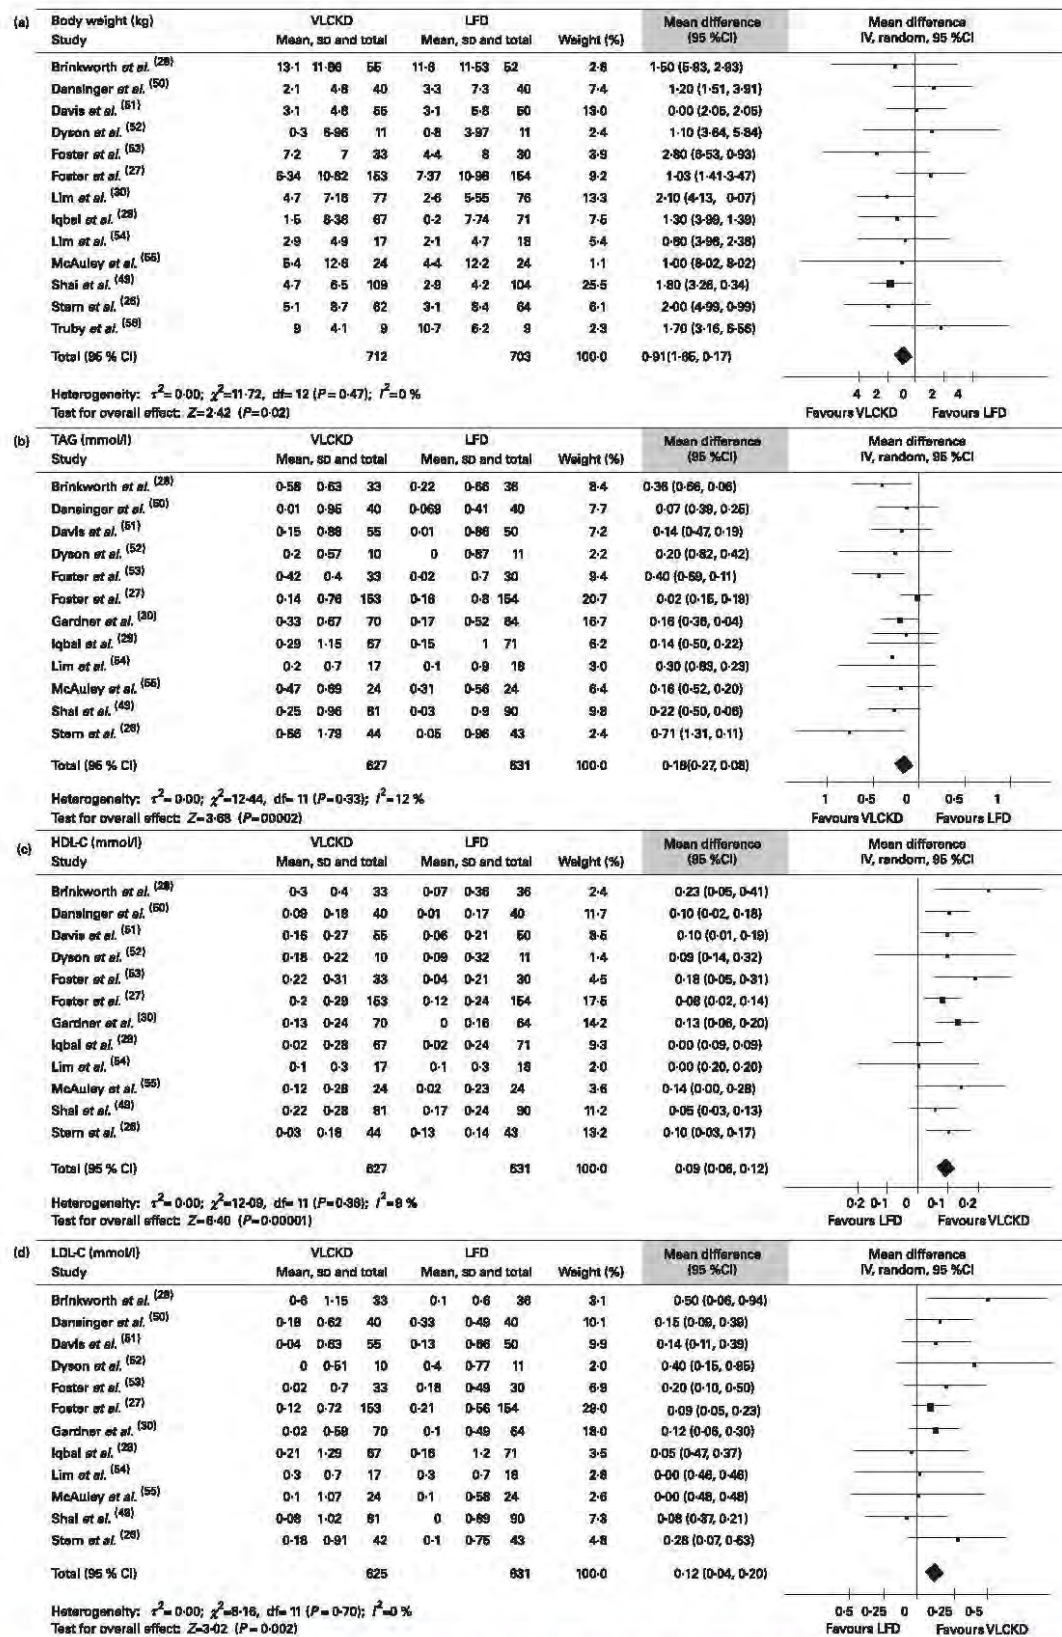 (a) Body weight (kg) VLCKD LFD Mean difference Mean difference
Study Mean, SD and total Mean, SD and total Weight (%) (95 %CI) IV, random, 95 %CI
Brinkworth et al. (28) 13·1 11·86 55 11·6 11·53 52 2·8 1·50 (5·93, 2·93)
Dansinger et al. (50) 2·1 4·8 40 3·3 7·3 40 7·4 1·20 (1·51, 3·91)
Davis et al. (51) 3·1 4·8 55 3·1 5·8 50 13·0 0·00 (2·05, 2·05)
Dyson et al. (52) 0·3 6·96 11 0·8 3·97 11 2·4 1·10 (3·64, 5·84)
Foster et al. (53) 7·2 7 33 4·4 8 30 3·9 2·80 (6·53, 0·93)
Foster et al. (27) 6·34 10·82 153 7·37 10·98 154 9·2 1·03 (1·41·3·47)
Lim et al. (30) 4·7 7·16 77 2·6 5·55 76 13·3 2·10 (4·13, 0·07)
Iqbal et al. (29) 1·5 8·36 67 0·2 7·74 71 7·5 1·30 (3·99, 1·39)
Lim et al. (54) 2·9 4·9 17 2·1 4·7 18 5·4 0·80 (3·98, 2·38)
McAuley et al. (55) 5·4 12·6 24 4·4 12·2 24 1·1 1·00 (8·02, 8·02)
Shai et al. (49) 4·7 6·5 109 2·9 4·2 104 25·5 1·80 (3·26, 0·34)
Stern et al. (26) 5·1 8·7 62 3·1 8·4 64 6·1 2·00 (4·99, 0·99)
Truby et al. (56) 9 4·1 9 10·7 6·2 9 2·3 1·70 (3·16, 6·56)
Total (95 % CI) 712 703 100·0 0·91(1·65, 0·17)
Heterogeneity: τ²= 0·00; χ²=11·72, df= 12 (P= 0·47); I²=0 %
4 2 0 2 4
Test for overall effect: Z=2·42 (P=0·02)
Favours VLCKD Favours LFD
(b) TAG (mmol/l) VLCKD LFD Mean difference Mean difference
Study Mean, SD and total Mean, SD and total Weight (%) (95 %CI) IV, random, 95 %CI
Brinkworth et al. (28) 0·58 0·63 33 0·22 0·66 36 8·4 0·36 (0·66, 0·06)
Dansinger et al. (50) 0·01 0·95 40 0·069 0·41 40 7·7 0·07 (0·39, 0·25)
Davis et al. (51) 0·15 0·88 55 0·01 0·86 50 7·2 0·14 (0·47, 0·19)
Dyson et al. (52) 0·2 0·57 10 0 0·87 11 2·2 0·20 (0·82, 0·42)
Foster et al. (53) 0·42 0·4 33 0·02 0·7 30 9·4 0·40 (0·69, 0·11)
Foster et al. (27) 0·14 0·76 153 0·16 0·8 154 20·7 0·02 (0·15, 0·19)
Gardner et al. (30) 0·33 0·67 70 0·17 0·52 64 16·7 0·16 (0·36, 0·04)
Iqbal et al. (29) 0·29 1·15 67 0·15 1 71 6·2 0·14 (0·50, 0·22)
Lim et al. (54) 0·2 0·7 17 0·1 0·9 18 3·0 0·30 (0·83, 0·23)
McAuley et al. (55) 0·47 0·69 24 0·31 0·56 24 6·4 0·16 (0·52, 0·20)
Shai et al. (49) 0·25 0·96 81 0·03 0·9 90 9·8 0·22 (0·50, 0·06)
Stern et al. (26) 0·66 1·79 44 0·05 0·96 43 2·4 0·71 (1·31, 0·11)
Total (95 % CI) 627 631 100·0 0·18(0·27, 0·08)
Heterogeneity: τ²= 0·00; χ²=12·44, df= 11 (P=0·33); I²= 12 %
1 0·5 0 0·5 1
Test for overall effect: Z=3·68 (P=00002)
Favours VLCKD Favours LFD
(c) HDL-C (mmol/l) VLCKD LFD Mean difference Mean difference
Study Mean, SD and total Mean, SD and total Weight (%) (95 %CI) IV, random, 95 %CI
Brinkworth et al. (28) 0·3 0·4 33 0·07 0·36 36 2·4 0·23 (0·05, 0·41)
Dansinger et al. (50) 0·09 0·18 40 0·01 0·17 40 11·7 0·10 (0·02, 0·18)
Davis et al. (51) 0·16 0·27 55 0·06 0·21 50 8·5 0·10 (0·01, 0·19)
Dyson et al. (52) 0·18 0·22 10 0·09 0·32 11 1·4 0·09 (0·14, 0·32)
Foster et al. (53) 0·22 0·31 33 0·04 0·21 30 4·5 0·18 (0·05, 0·31)
Foster et al. (27) 0·2 0·29 153 0·12 0·24 154 17·5 0·08 (0·02, 0·14)
Gardner et al. (30) 0·13 0·24 70 0 0·16 64 14·2 0·13 (0·06, 0·20)
Iqbal et al. (29) 0·02 0·28 67 0·02 0·24 71 9·3 0·00 (0·09, 0·09)
Lim et al. (54) 0·1 0·3 17 0·1 0·3 18 2·0 0·00 (0·20, 0·20)
McAuley et al. (55) 0·12 0·28 24 0·02 0·23 24 3·6 0·14 (0·00, 0·28)
Shai et al. (49) 0·22 0·28 81 0·17 0·24 90 11·2 0·05 (0·03, 0·13)
Stern et al. (26) 0·03 0·18 44 0·13 0·14 43 13·2 0·10 (0·03, 0·17)
Total (95 % CI) 627 631 100·0 0·09 (0·06, 0·12)
Heterogeneity: τ²= 0·00; χ²=12·09, df= 11 (P=0·36); I²=9 %
0·2 0·1 0 0·1 0·2
Test for overall effect: Z=6·40 (P=0·00001)
Favours LFD Favours VLCKD
(d) LDL-C (mmol/l) VLCKD LFD Mean difference Mean difference
Study Mean, SD and total Mean, SD and total Weight (%) (95 %CI) IV, random, 95 %CI
Brinkworth et al. (28) 0·6 1·15 33 0·1 0·6 36 3·1 0·50 (0·06, 0·94)
Dansinger et al. (50) 0·18 0·62 40 0·33 0·49 40 10·1 0·15 (0·09, 0·39)
Davis et al. (51) 0·04 0·63 55 0·13 0·66 50 9·9 0·14 (0·11, 0·39)
Dyson et al. (52) 0 0·51 10 0·4 0·77 11 2·0 0·40 (0·15, 0·95)
Foster et al. (53) 0·02 0·7 33 0·18 0·49 30 6·9 0·20 (0·10, 0·50)
Foster et al. (27) 0·12 0·72 153 0·21 0·56 154 29·0 0·09 (0·05, 0·23)
Gardner et al. (30) 0·02 0·59 70 0·1 0·49 64 18·0 0·12 (0·06, 0·30)
Iqbal et al. (29) 0·21 1·29 67 0·16 1·2 71 3·5 0·05 (0·47, 0·37)
Lim et al. (54) 0·3 0·7 17 0·3 0·7 18 2·8 0·00 (0·46, 0·46)
McAuley et al. (55) 0·1 1·07 24 0·1 0·58 24 2·6 0·00 (0·48, 0·48)
Shai et al. (49) 0·08 1·02 81 0 0·89 90 7·3 0·08 (0·37, 0·21)
Stern et al. (26) 0·18 0·91 42 0·1 0·75 43 4·8 0·28 (0·07, 0·63)
Total (95 % CI) 625 631 100·0 0·12 (0·04, 0·20)
Heterogeneity: τ²= 0·00; χ²=8·16, df= 11 (P= 0·70); I²=0 %
0·5 0·25 0 0·25 0·5
Test for overall effect: Z=3·02 (P = 0·002)
Favours LFD Favours VLCKD